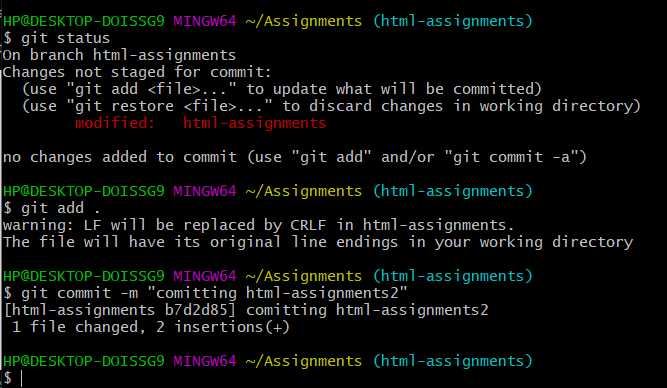 HP@DESKTOP-DOISSG9 MINGW64 ~/Assignments (html-assignments)
$ git status
On branch html-assignments
Changes not staged for commit:
  (use "git add <file>..." to update what will be committed)
  (use "git restore <file>..." to discard changes in working directory)
        modified:   html-assignments

no changes added to commit (use "git add" and/or "git commit -a")

HP@DESKTOP-DOISSG9 MINGW64 ~/Assignments (html-assignments)
$ git add .
warning: LF will be replaced by CRLF in html-assignments.
The file will have its original line endings in your working directory

HP@DESKTOP-DOISSG9 MINGW64 ~/Assignments (html-assignments)
$ git commit -m "comitting html-assignments2"
[html-assignments b7d2d85] comitting html-assignments2
 1 file changed, 2 insertions(+)

HP@DESKTOP-DOISSG9 MINGW64 ~/Assignments (html-assignments)
$